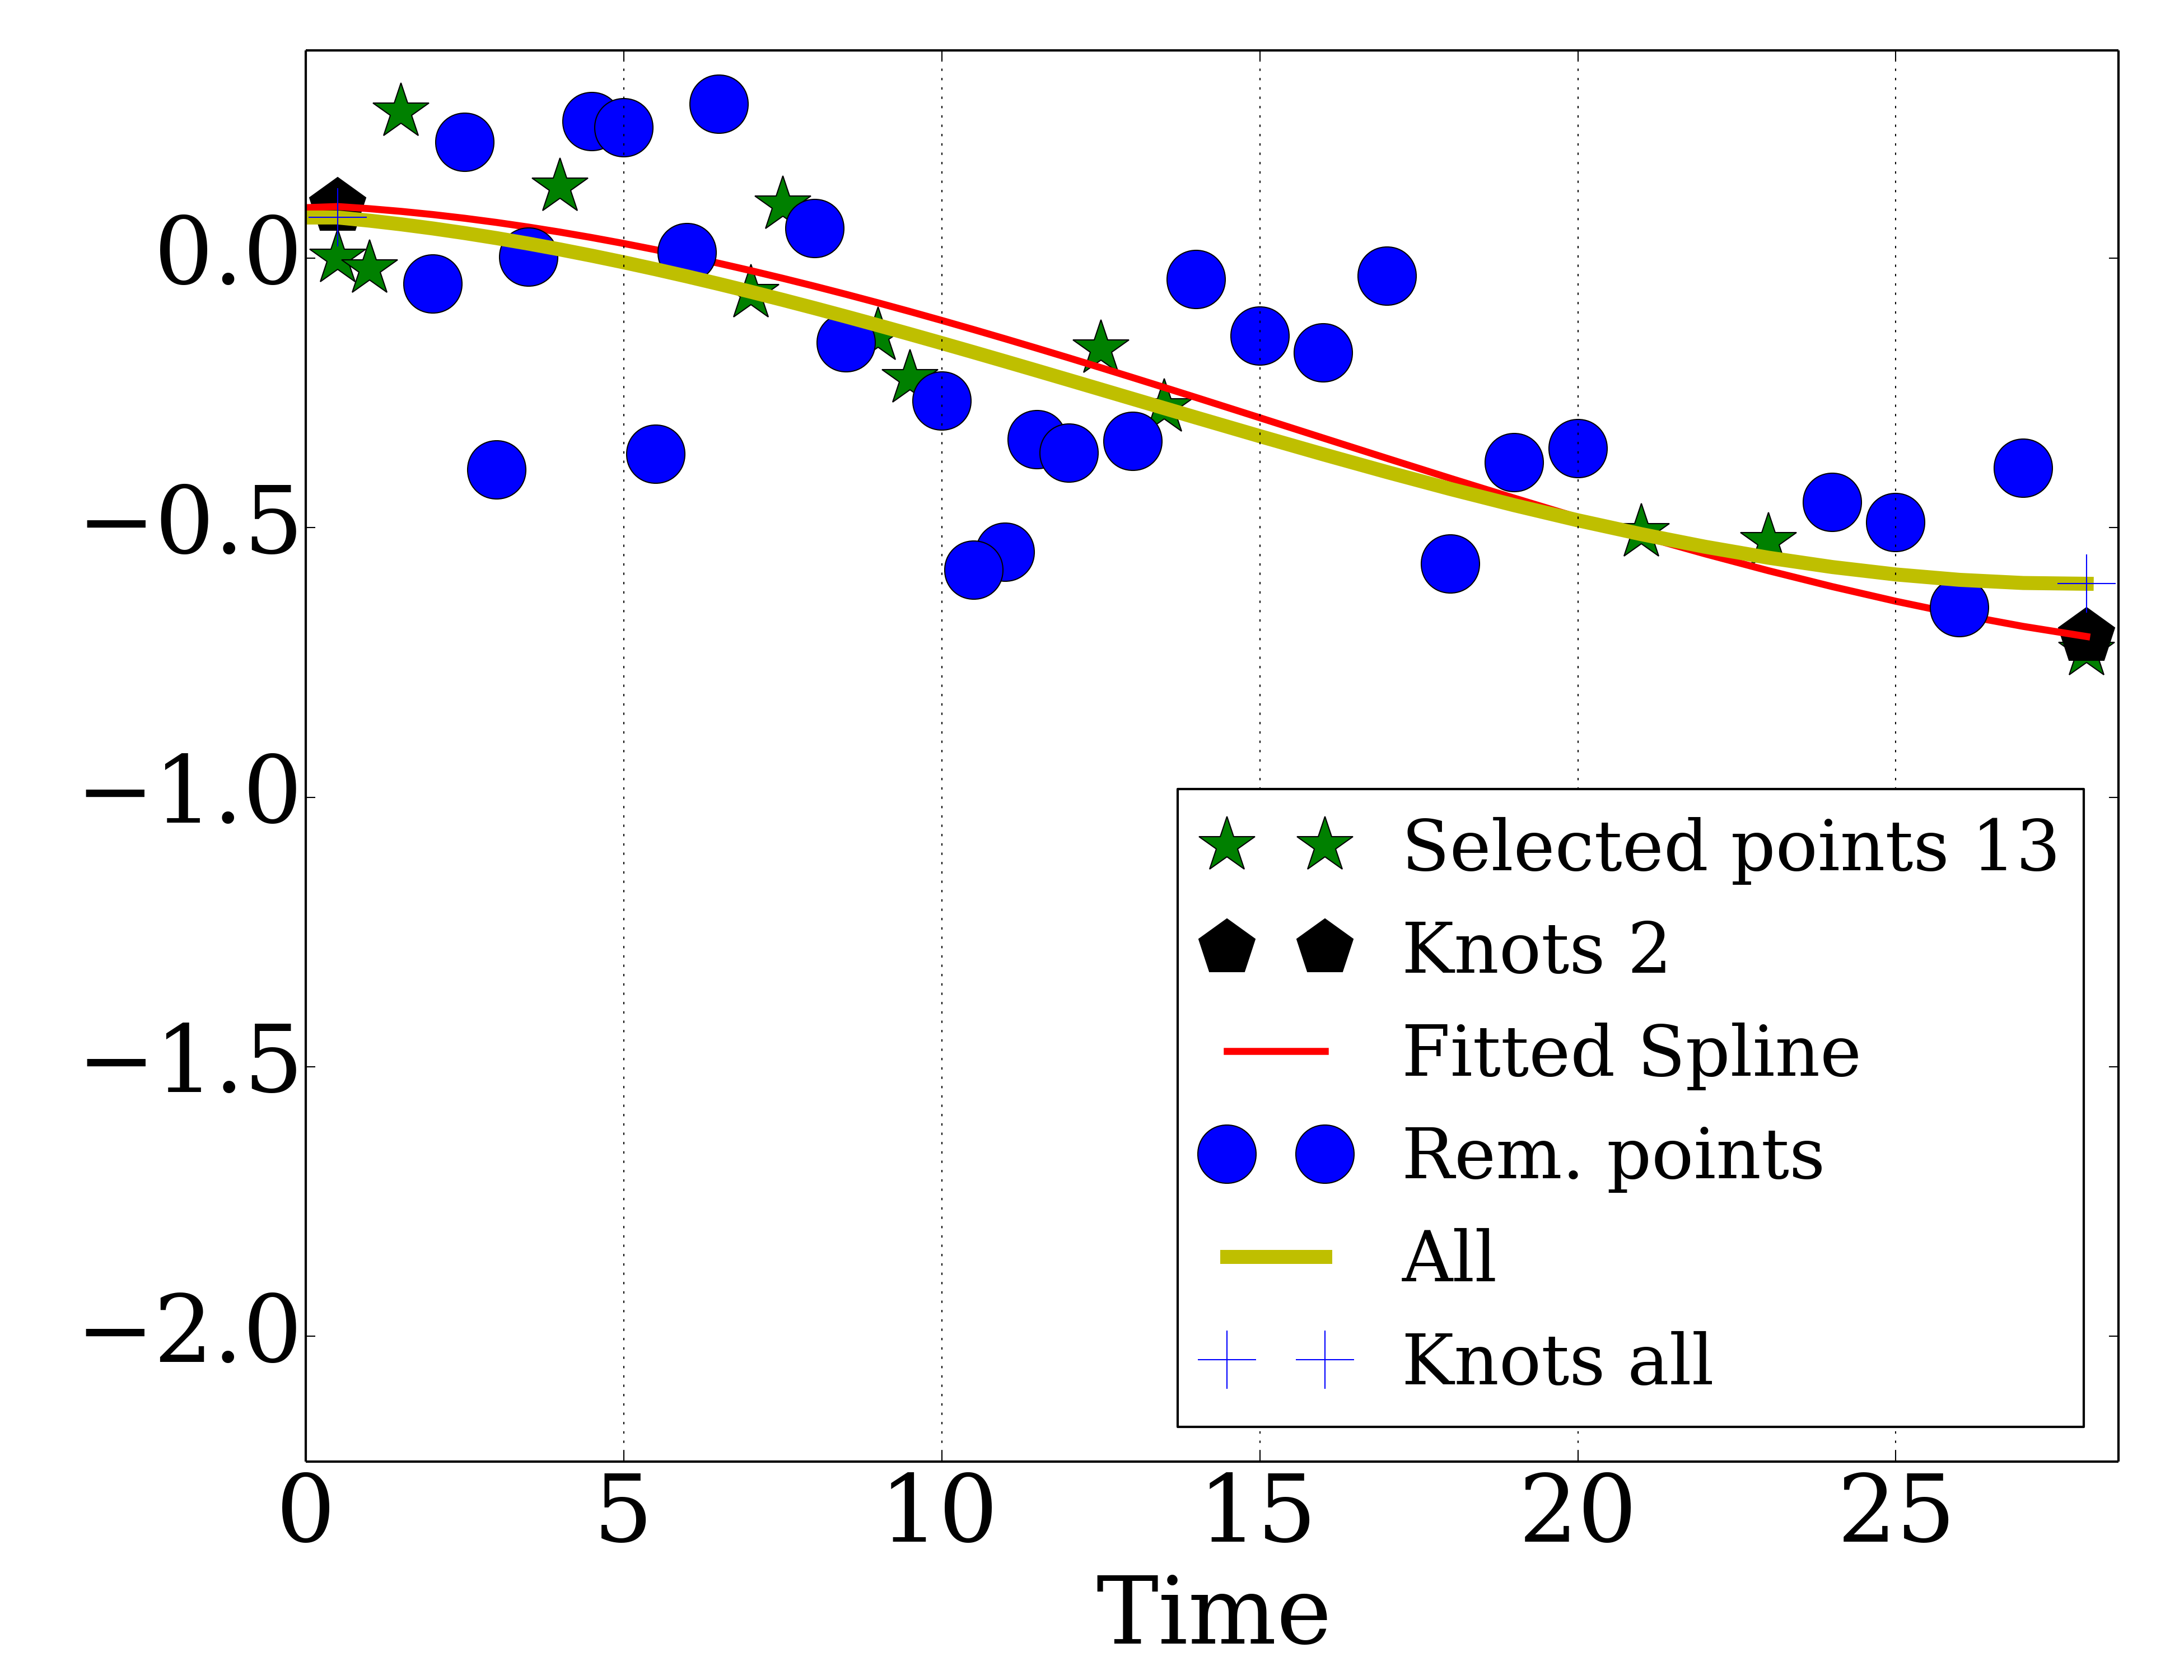 0.0
−0.5
−1.0
−1.5
−2.0
Selected points 13
Knots 2
Fitted Spline
Rem. points
All
Knots all
0 5 10 15 20 25
Time